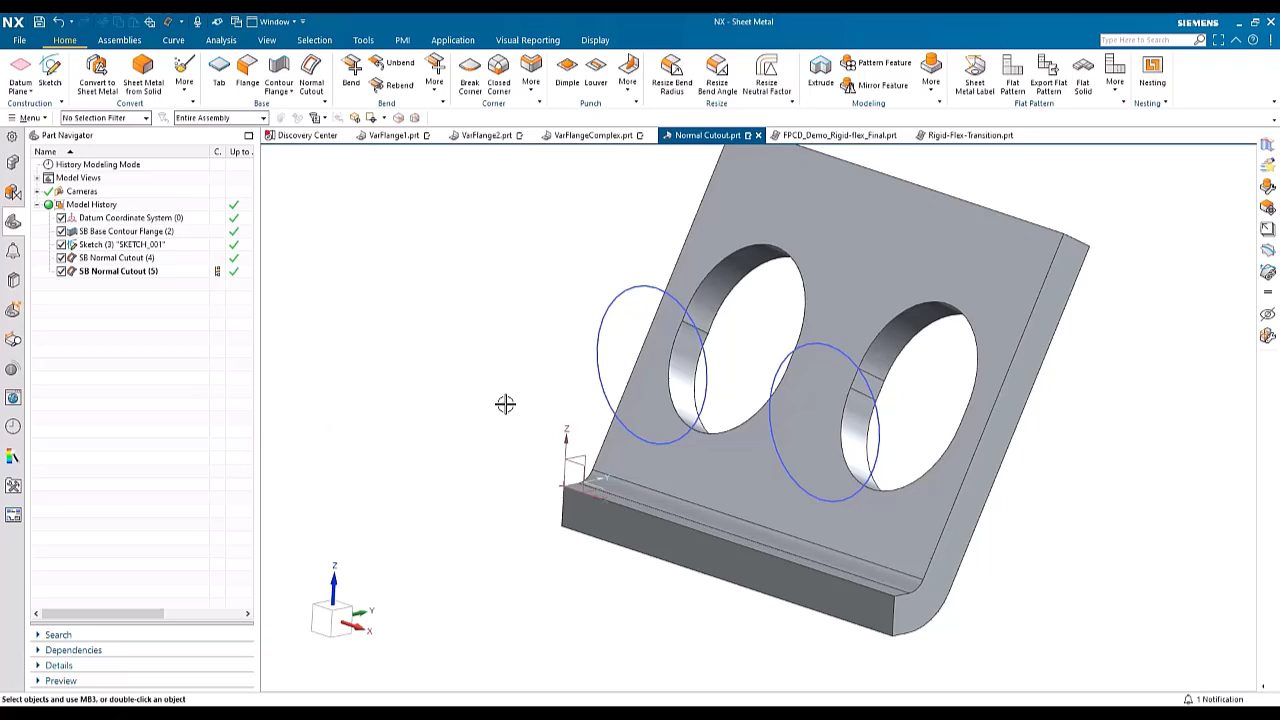 NX
Window
NX - Sheet Metal
SIEMENS
File
Home
Assemblies
Curve
Analysis
View
Selection
Tools
PMI
Application
Visual Reporting
Display
Type Here to Search
Datum Plane
Sketch
Convert to Sheet Metal
Sheet Metal from Solid
More
Tab
Flange
Contour Flange
Normal Cutout
Bend
Unbend
Rebend
More
Break Corner
Closed Corner
More
Dimple
Louver
More
Resize Bend Radius
Resize Bend Angle
Resize Neutral Factor
Extrude
Pattern Feature
Mirror Feature
More
Sheet Metal Label
Flat Pattern
Export Flat Pattern
Flat Solid
More
Nesting
Construction
Convert
Base
Bend
Corner
Punch
Resize
Modeling
Flat Pattern
Nesting
Menu
No Selection Filter
Entire Assembly
Part Navigator
Discovery Center
VarFlange1.prt
VarFlange2.prt
VarFlangeComplex.prt
Normal Cutout.prt
FPCD_Demo_Rigid-flex_Final.prt
Rigid-Flex-Transition.prt
Name
C.
Up to
History Modeling Mode
Model Views
Cameras
Model History
Datum Coordinate System (0)
SB Base Contour Flange (2)
Sketch (3) "SKETCH_001"
SB Normal Cutout (4)
SB Normal Cutout (5)
Z
Y
Z
Y
X
Search
Dependencies
Details
Preview
Select objects and use MB3, or double-click an object
1 Notification